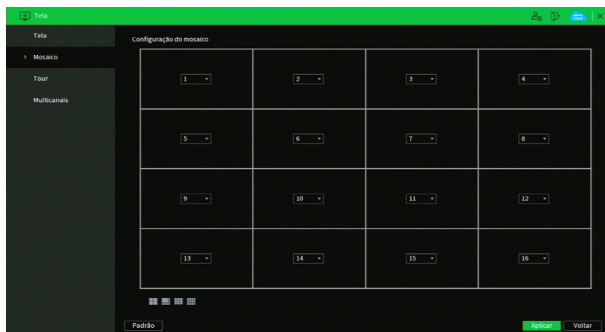 Tela
Tela
Mosaico
Tour
Multicanais
Configuração do mosaico
1 2 3 4
5 6 7 8
9 10 11 12
13 14 15 16
Padrão
Aplicar Voltar